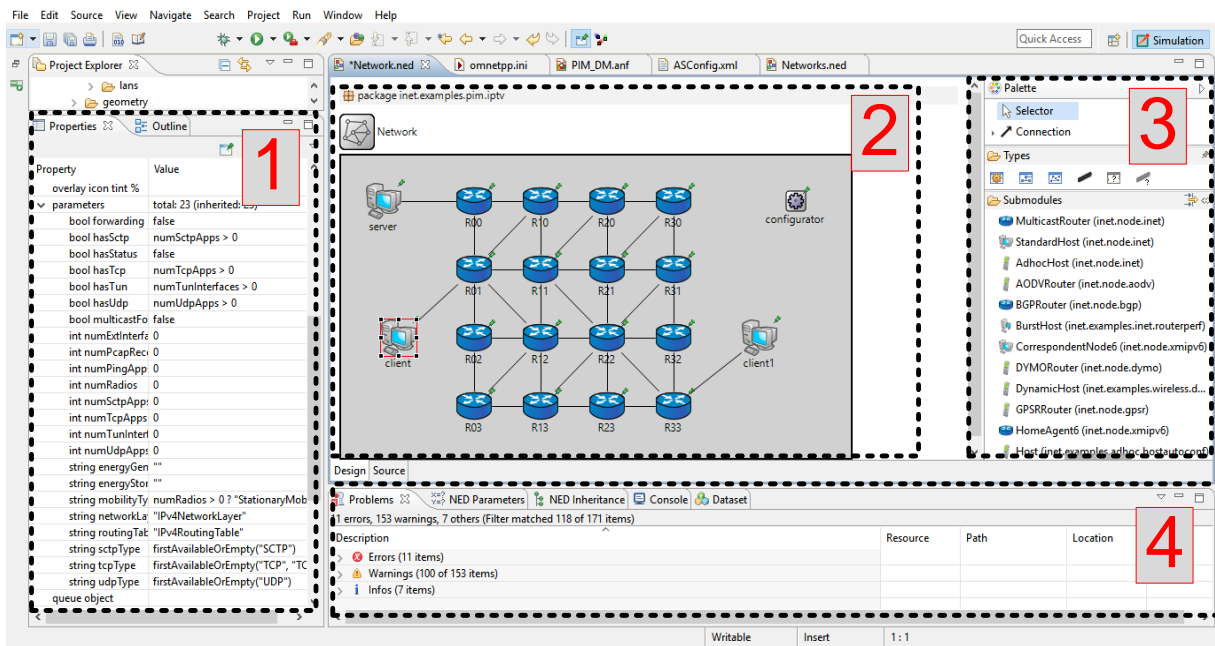 File Edit Source View Navigate Search Project Run Window Help
Quick Access Simulation
Project Explorer
lans
geometry
Properties Outline
1
Property Value
overlay icon tint %
parameters total: 23 (inherited: 23)
bool forwarding false
bool hasSctp numSctpApps > 0
bool hasStatus false
bool hasTcp numTcpApps > 0
bool hasTun numTunInterfaces > 0
bool hasUdp numUdpApps > 0
bool multicastFo false
int numExtInterfa 0
int numPcapRec 0
int numPingApp 0
int numRadios 0
int numSctpApp 0
int numTcpApps 0
int numTunInterf 0
int numUdpApps 0
string energyGen ""
string energyStor ""
string mobilityTy numRadios > 0 ? "StationaryMob
string networkLa "IPv4NetworkLayer"
string routingTab "IPv4RoutingTable"
string sctpType firstAvailableOrEmpty("SCTP")
string tcpType firstAvailableOrEmpty("TCP", "TC
string udpType firstAvailableOrEmpty("UDP")
queue object
*Network.ned omnetpp.ini PIM_DM.anf ASConfig.xml Networks.ned
package inet.examples.pim.iptv
2
Network
server R00 R10 R20 R30 configurator
R01 R11 R21 R31
client R02 R12 R22 R32 client1
R03 R13 R23 R33
Design Source
Palette
3
Selector
Connection
Types
Submodules
MulticastRouter (inet.node.inet)
StandardHost (inet.node.inet)
AdhocHost (inet.node.inet)
AODVRouter (inet.node.aodv)
BGPRouter (inet.node.bgp)
BurstHost (inet.examples.inet.routerperf)
CorrespondentNode6 (inet.node.xmipv6)
DYMORouter (inet.node.dymo)
DynamicHost (inet.examples.wireless.d...
GPSRRouter (inet.node.gpsr)
HomeAgent6 (inet.node.xmipv6)
Host (inet.examples.adhoc.hostautoconf)
Problems NED Parameters NED Inheritance Console Dataset
11 errors, 153 warnings, 7 others (Filter matched 118 of 171 items)
4
Description Resource Path Location
Errors (11 items)
Warnings (100 of 153 items)
Infos (7 items)
Writable Insert 1 : 1